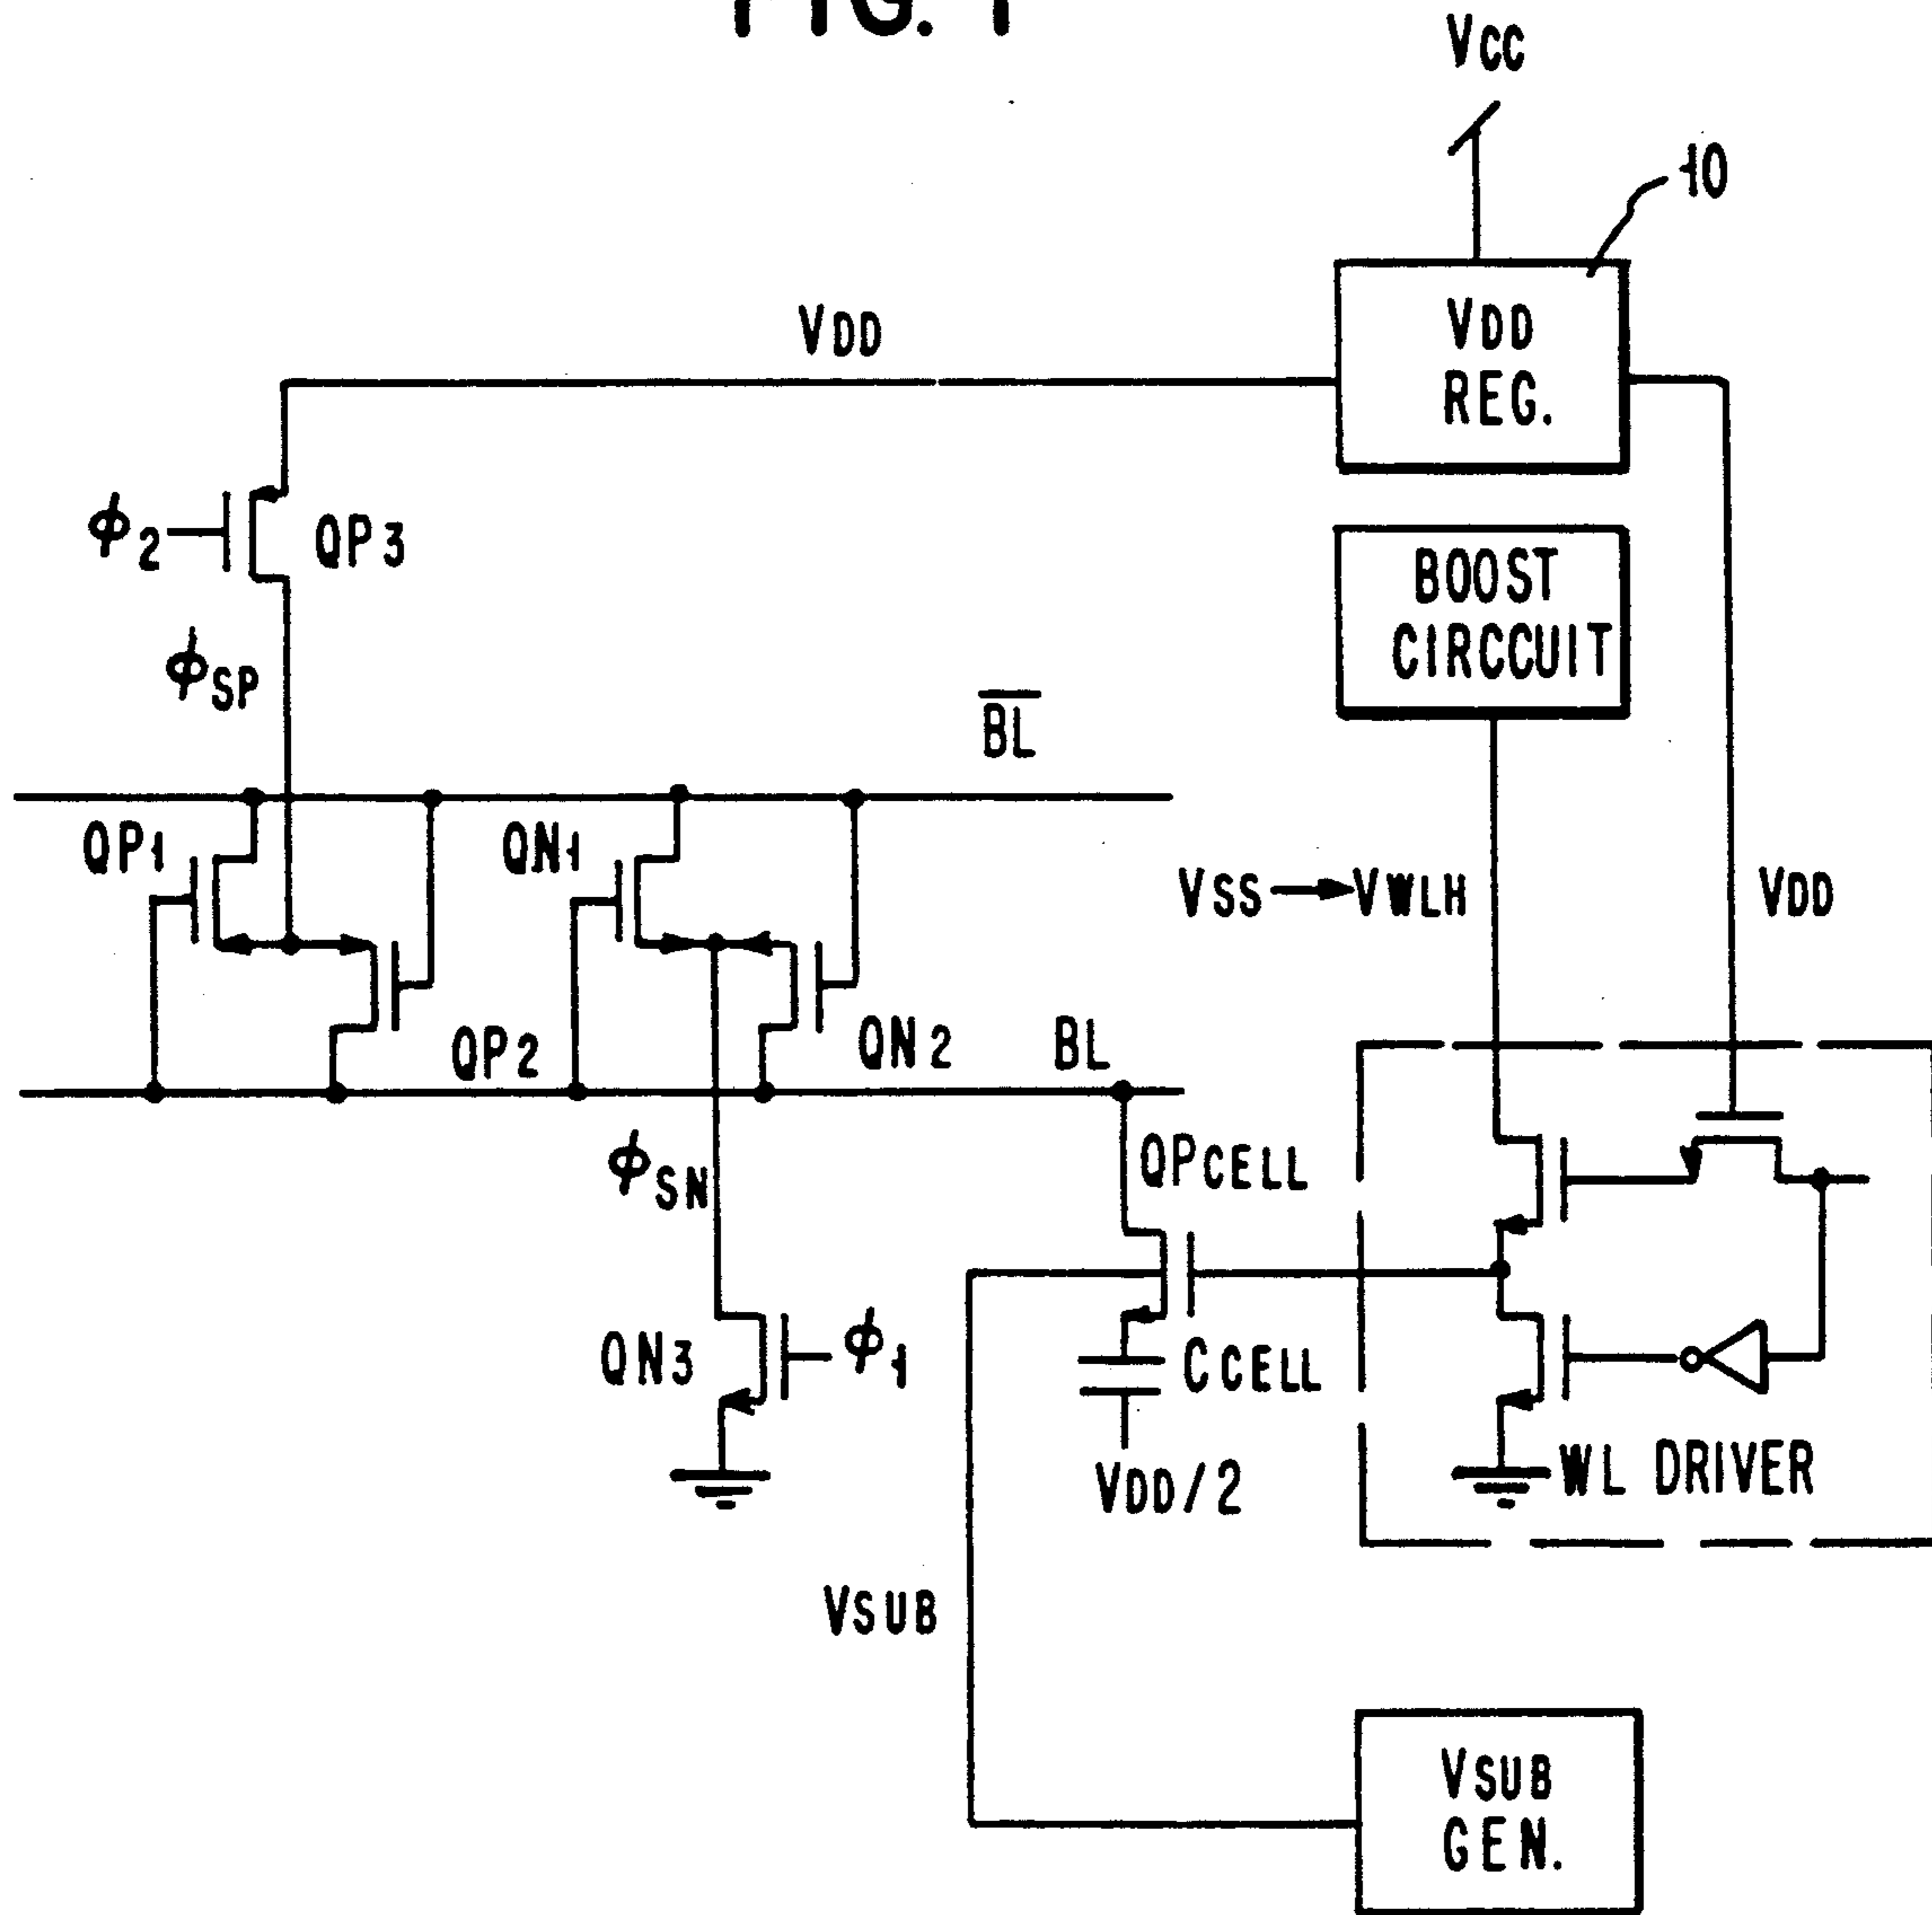 FIG. 1
VCC
10
VDD
REG.
VDD
ϕ2
QP3
BOOST
CIRCCUIT
ϕSP
BL
QP1
QN1
VSS→VWLH
VDD
QP2
QN2
BL
ϕSN
QPCELL
QN3
ϕ1
CCELL
VDD/2
WL DRIVER
VSUB
VSUB
GEN.